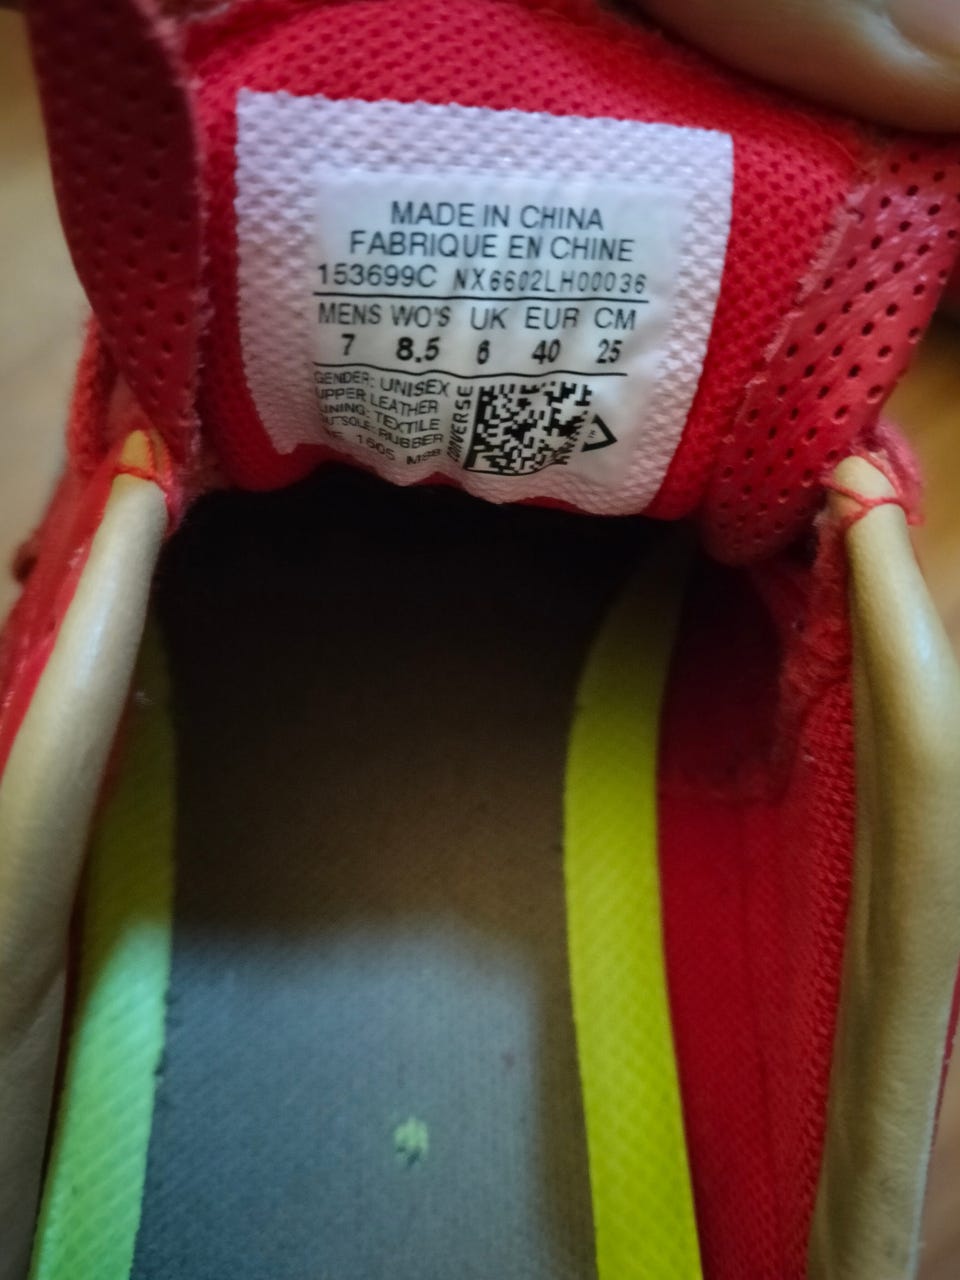 MADE IN CHINA
FABRIQUE EN CHINE
153699C NX6602LH00036
MENS WO'S UK EUR CM
7 8.5 6 40 25
GENDER: UNISEX
UPPER LEATHER
LINING: TEXTILE
OUTSOLE: RUBBER
1605
CONVERSE